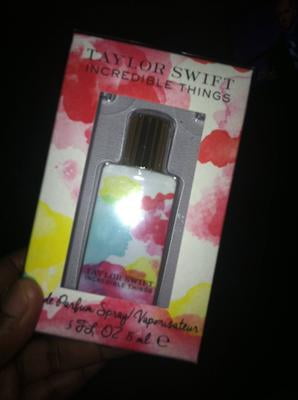 TAYLOR SWIFT
INCREDIBLE THINGS
TAYLOR SWIFT
INCREDIBLE THINGS
de Parfum Spray/Vaporisateur
5 FL. OZ 15 ml e